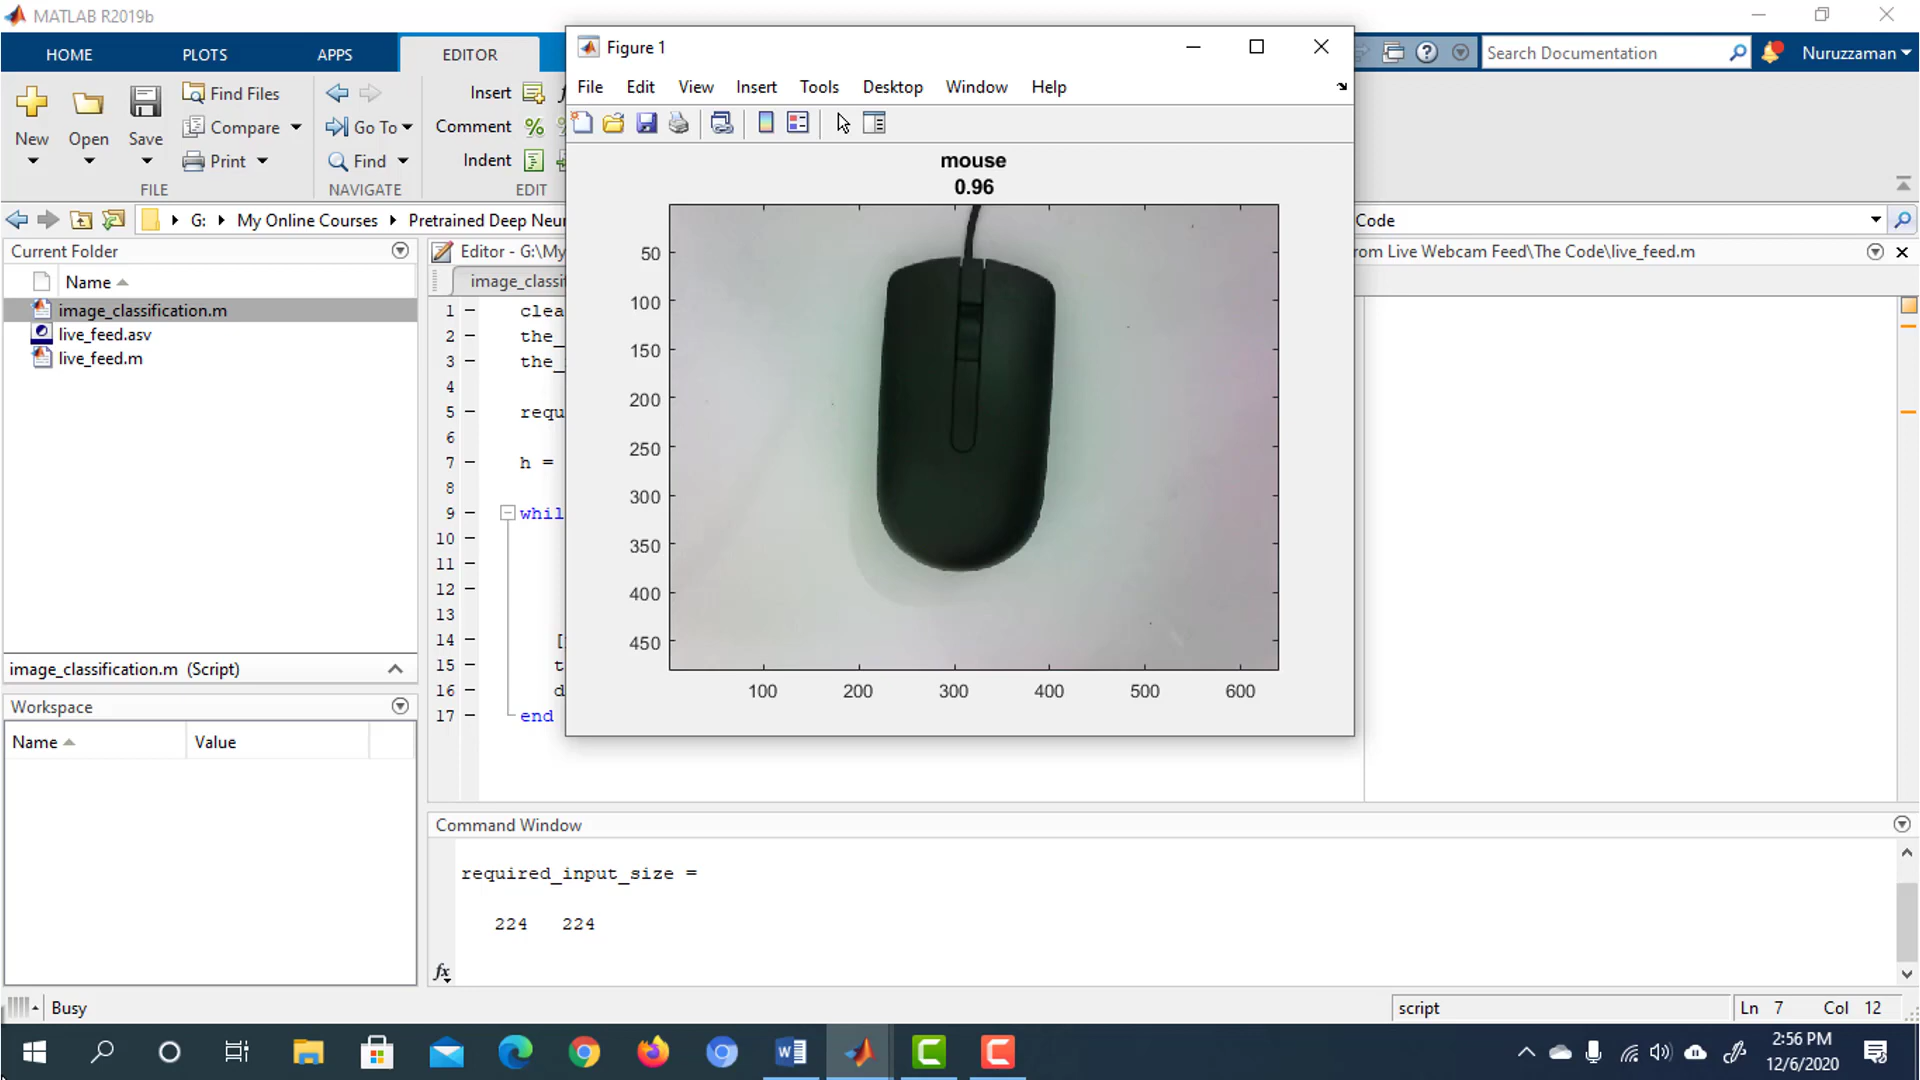 MATLAB R2019b
HOME PLOTS APPS EDITOR
Search Documentation
Nuruzzaman
New
Open
Save
Find Files
Compare
Print
FILE
Go To
Find
NAVIGATE
Insert
Comment
Indent
EDIT
G: My Online Courses Pretrained Deep Neu
Code
Current Folder
Name
image_classification.m
live_feed.asv
live_feed.m
image_classification.m (Script)
Workspace
Name Value
Editor - G:\My
rom Live Webcam Feed\The Code\live_feed.m
image_classif
1 clea
2 the_
3 the_
4
5 requ
6
7 h =
8
9 whil
10
11
12
13
14 [
15 t
16 d
17 end
Figure 1
File Edit View Insert Tools Desktop Window Help
mouse
0.96
50
100
150
200
250
300
350
400
450
100 200 300 400 500 600
Command Window
required_input_size =
224 224
fx
Busy
script
Ln 7 Col 12
2:56 PM
12/6/2020